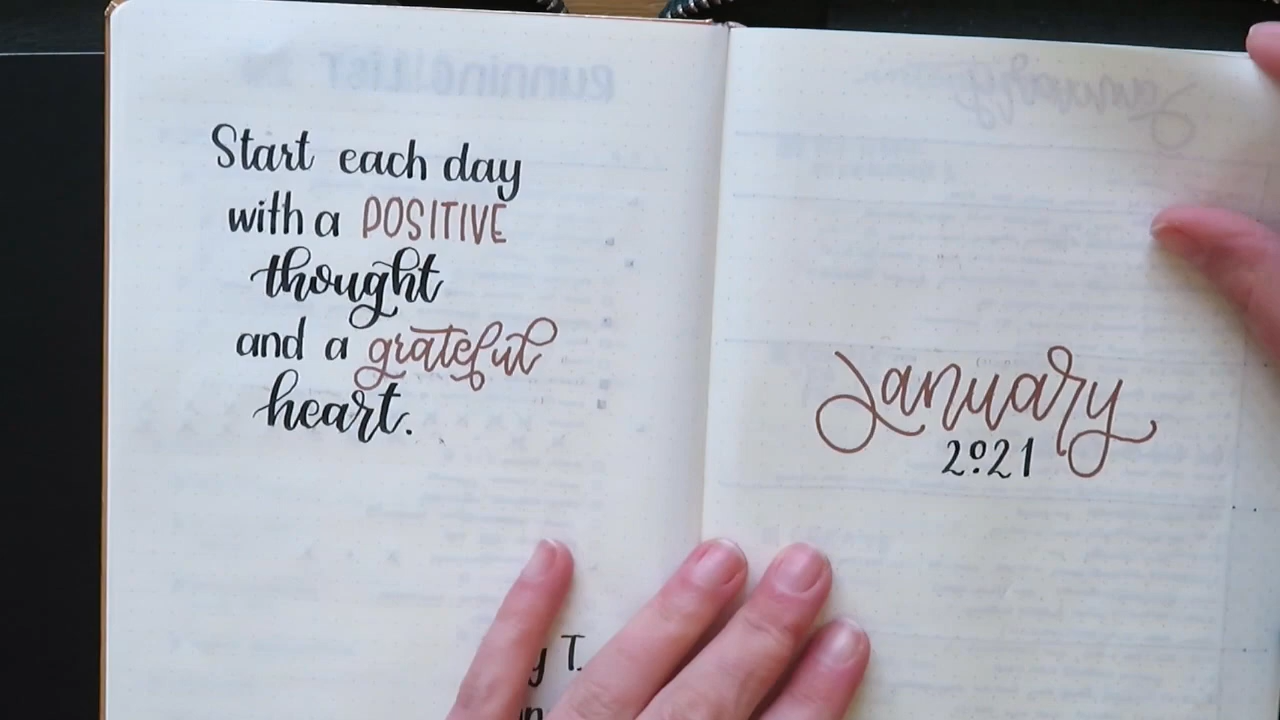 Start each day
with a POSITIVE
thought
and a grateful
heart.
T.
January
2021